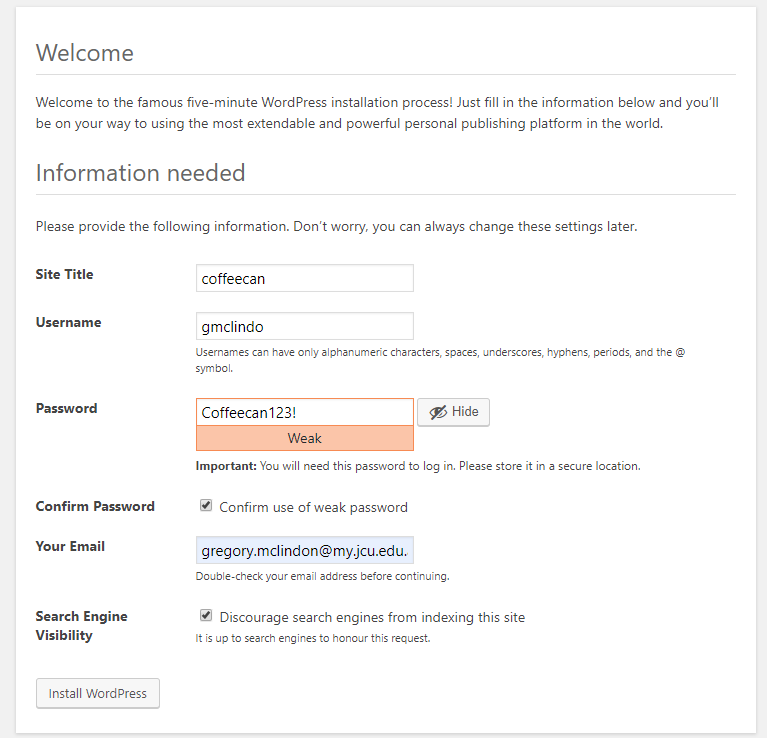 Welcome
Welcome to the famous five-minute WordPress installation process! Just fill in the information below and you’ll
be on your way to using the most extendable and powerful personal publishing platform in the world.
Information needed
Please provide the following information. Don’t worry, you can always change these settings later.
Site Title
coffeecan
Username
gmclindo
Usernames can have only alphanumeric characters, spaces, underscores, hyphens, periods, and the @
symbol.
Password
Coffeecan123!
Hide
Weak
Important: You will need this password to log in. Please store it in a secure location.
Confirm Password
Confirm use of weak password
Your Email
gregory.mclindon@my.jcu.edu.
Double-check your email address before continuing.
Search Engine
Visibility
Discourage search engines from indexing this site
It is up to search engines to honour this request.
Install WordPress